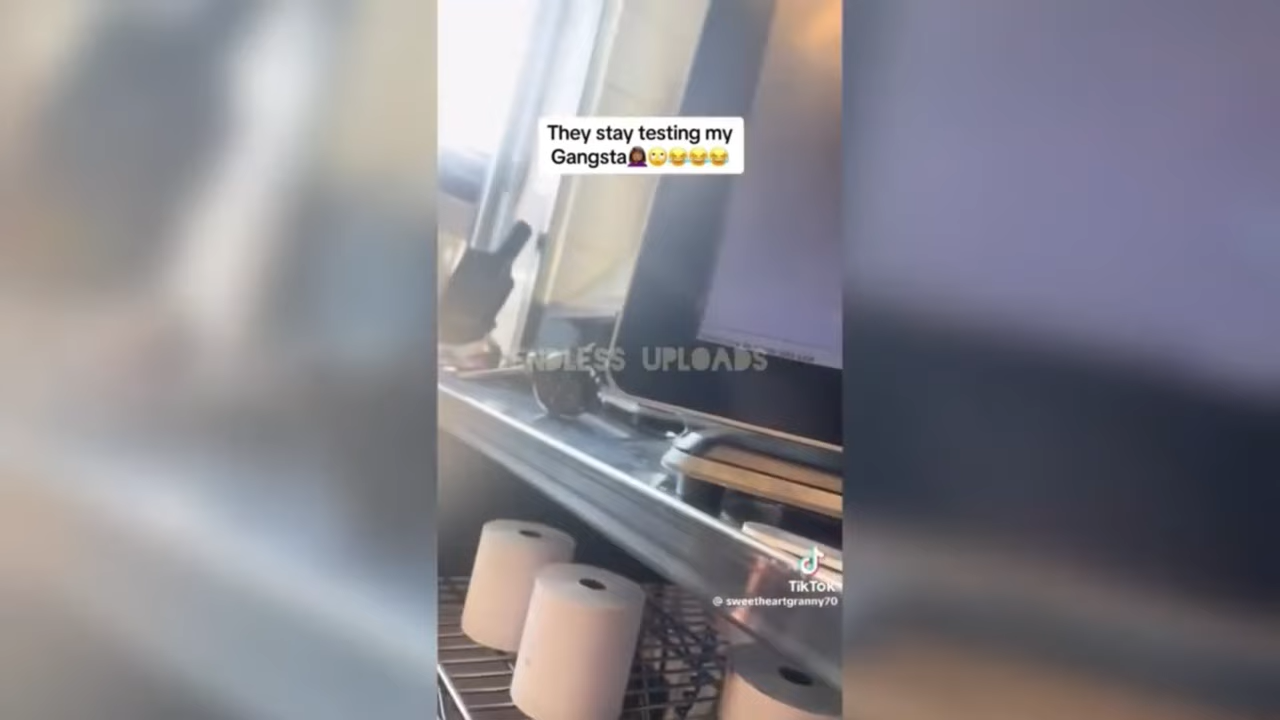 They stay testing my
Gangsta🤦🏾‍♀️🙄😂😂😂
ENDLESS UPLOADS
TikTok
@ sweetheartgranny70